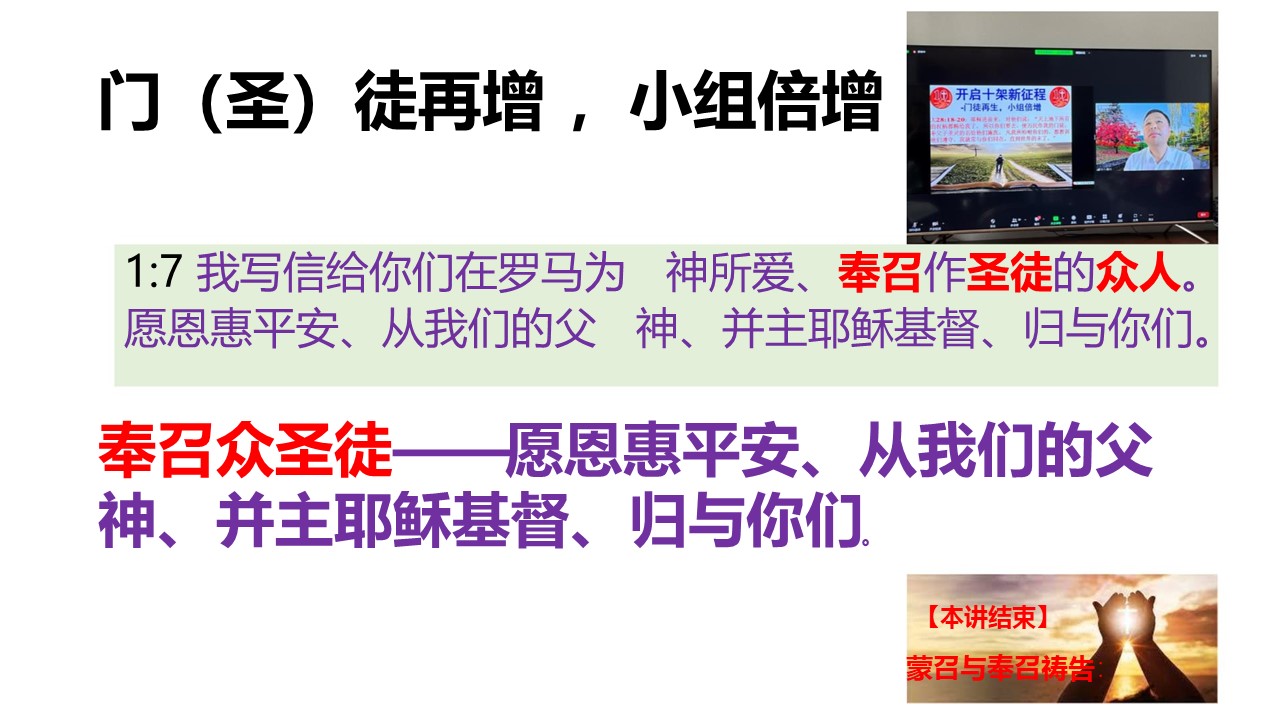 门（圣）徒再增 ， 小组倍增
开启十架新征程
-门徒再生，小组倍增
1:7 我写信给你们在罗马为 神所爱、奉召作圣徒的众人。
愿恩惠平安、从我们的父 神、并主耶稣基督、归与你们。
奉召众圣徒——愿恩惠平安、从我们的父
神、并主耶稣基督、归与你们。
【本讲结束】
蒙召与奉召祷告：